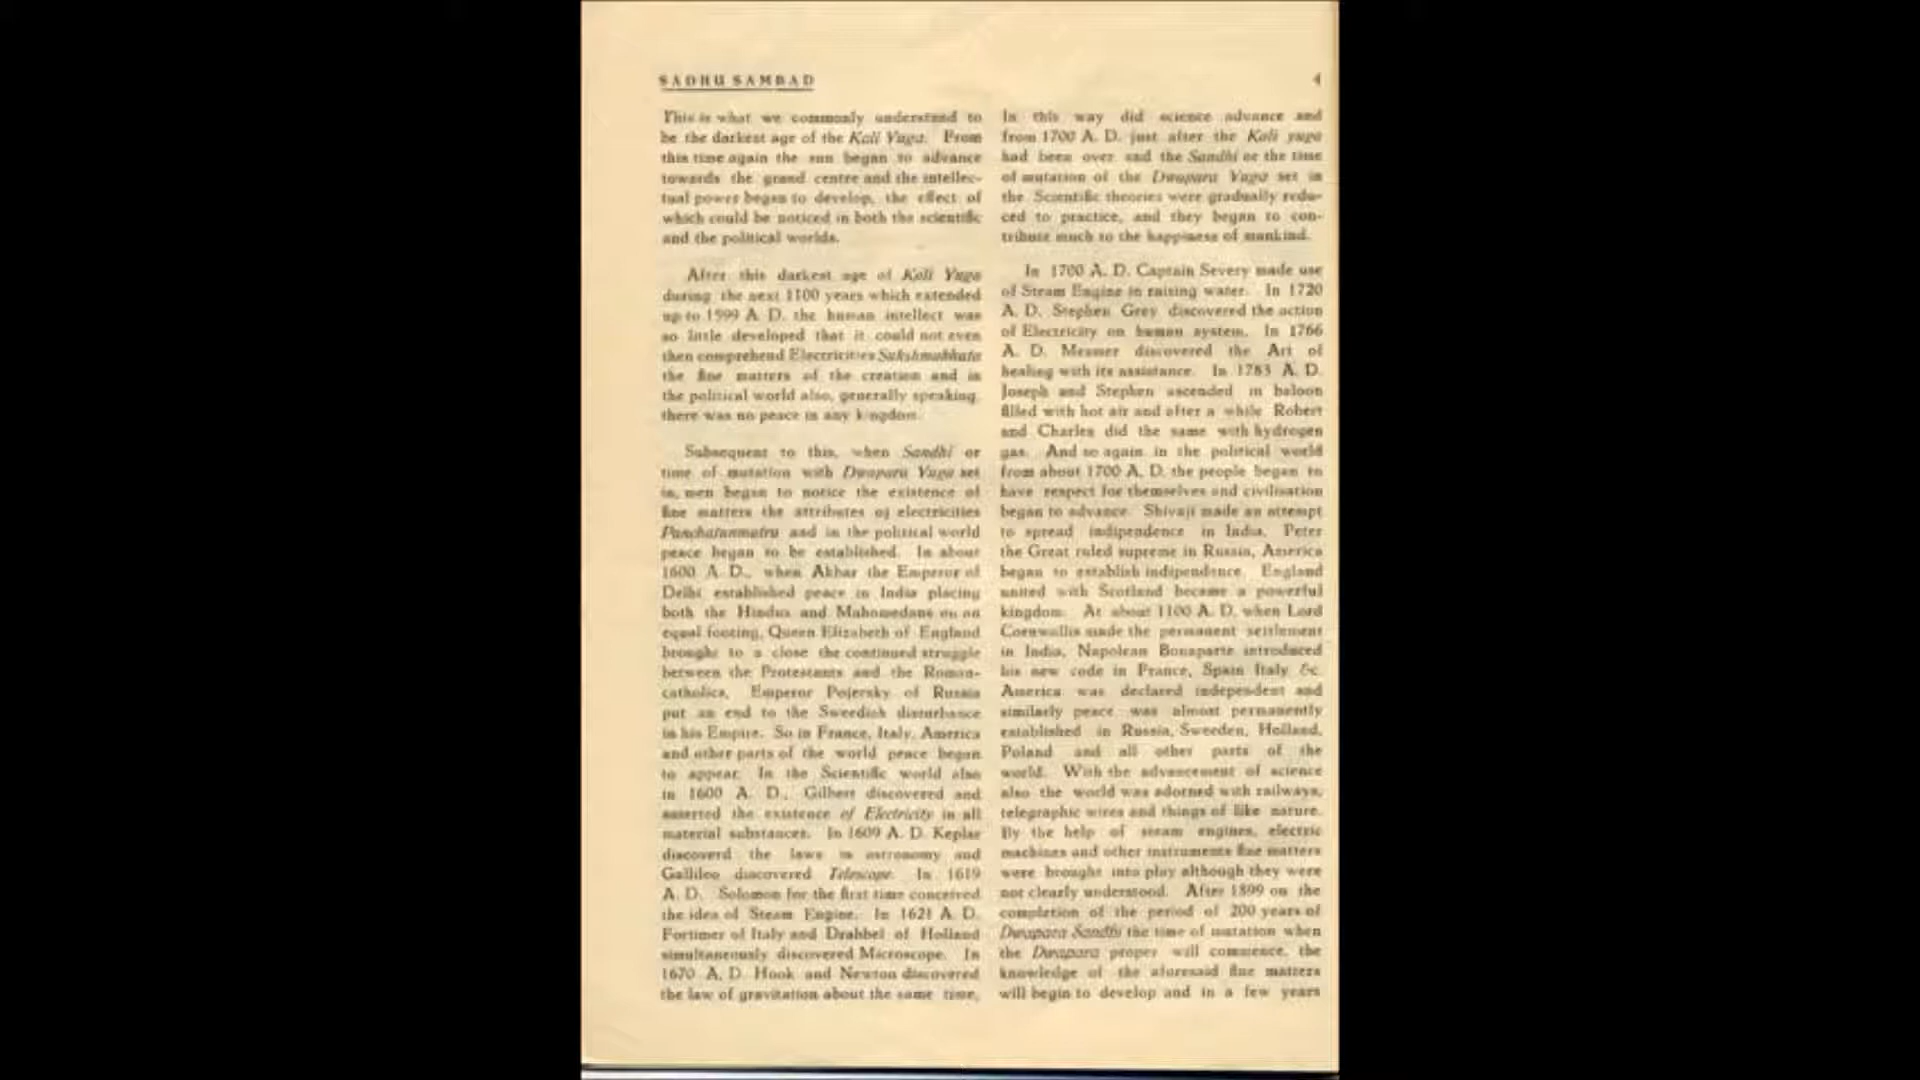 SADHU SAMBAD
4
This is what we commonly understand to
be the darkest age of the Kali Yuga. From
this time again the sun began to advance
towards the grand centre and the intellec-
tual power began to develop, the effect of
which could be noticed in both the scientific
and the political worlds.
After this darkest age of Kali Yuga
during the next 1100 years which extended
up to 1599 A. D. the human intellect was
so little developed that it could not even
then comprehend Electricities Sukshmabhuta
the fine matters of the creation and in
the political world also, generally speaking,
there was no peace in any kingdom.
Subsequent to this, when Sandhi or
time of mutation with Dwapara Yuga set
in, men began to notice the existence of
fine matters the attributes of electricities
Panchatanmatra and in the political world
peace began to be established. In about
1600 A. D., when Akbar the Emperor of
Delhi established peace in India placing
both the Hindus and Mahomedans on an
equal footing, Queen Elizabeth of England
brought to a close the continued struggle
between the Protestants and the Roman-
catholics, Emperor Pojersky of Russia
put an end to the Sweedish disturbance
in his Empire. So in France, Italy, America
and other parts of the world peace began
to appear. In the Scientific world also
in 1600 A. D., Gilbert discovered and
asserted the existence of Electricity in all
material substances. In 1609 A. D. Keplar
discoverd the laws in astronomy and
Gallileo discovered Telescope. In 1619
A. D. Solomon for the first time conceived
the idea of Steam Engine. In 1621 A. D.
Fortimer of Italy and Drabbel of Holland
simultaneously discovered Microscope. In
1670 A. D. Hook and Newton discovered
the law of gravitation about the same time,
In this way did science advance and
from 1700 A. D. just after the Kali yuga
had been over and the Sandhi or the time
of mutation of the Dwapara Yuga set in
the Scientific theories were gradually redu-
ced to practice, and they began to con-
tribute much to the happiness of mankind.
In 1700 A. D. Captain Severy made use
of Steam Engine in raising water. In 1720
A. D. Stephen Grey discovered the action
of Electricity on human system. In 1766
A. D. Mesmer discovered the Art of
healing with its assistance. In 1783 A. D.
Joseph and Stephen ascended in baloon
filled with hot air and after a while Robert
and Charles did the same with hydrogen
gas. And so again in the political world
from about 1700 A. D. the people began to
have respect for themselves and civilisation
began to advance. Shivaji made an attempt
to spread indipendence in India, Peter
the Great ruled supreme in Russia, America
began to establish indipendence. England
united with Scotland became a powerful
kingdom. At about 1100 A. D. when Lord
Cornwallis made the permanent settlement
in India, Napolean Bonaparte introduced
his new code in France, Spain Italy &c.
America was declared independent and
similarly peace was almost permanently
established in Russia, Sweeden, Holland,
Poland and all other parts of the
world. With the advancement of science
also the world was adorned with railways,
telegraphic wires and things of like nature.
By the help of steam engines, electric
machines and other instruments fine matters
were brought into play although they were
not clearly understood. After 1899 on the
completion of the period of 200 years of
Dwapara Sandhi the time of mutation when
the Dwapara proper will commence, the
knowledge of the aforesaid fine matters
will begin to develop and in a few years